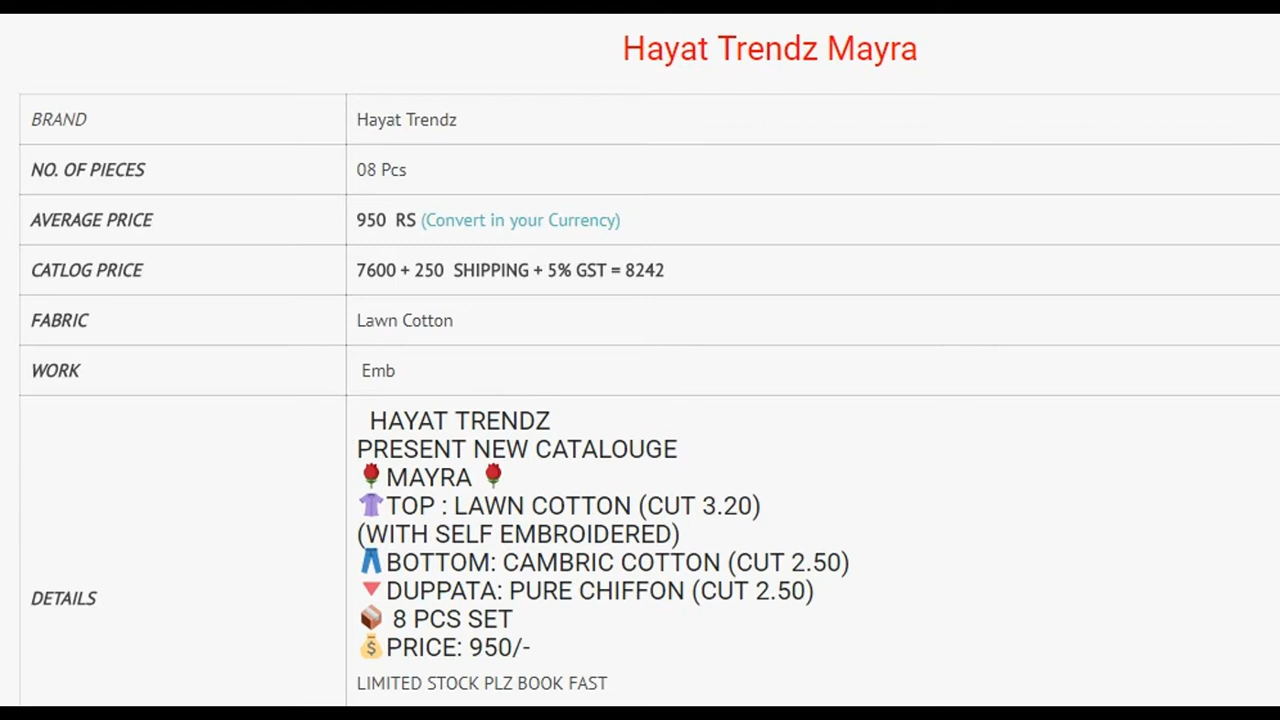 Hayat Trendz Mayra
BRAND Hayat Trendz
NO. OF PIECES 08 Pcs
AVERAGE PRICE 950 RS (Convert in your Currency)
CATLOG PRICE 7600 + 250 SHIPPING + 5% GST = 8242
FABRIC Lawn Cotton
WORK Emb
HAYAT TRENDZ
PRESENT NEW CATALOUGE
🌹MAYRA 🌹
👚TOP : LAWN COTTON (CUT 3.20)
(WITH SELF EMBROIDERED)
👖BOTTOM: CAMBRIC COTTON (CUT 2.50)
🔻DUPPATA: PURE CHIFFON (CUT 2.50)
DETAILS
📦 8 PCS SET
💰PRICE: 950/-
LIMITED STOCK PLZ BOOK FAST